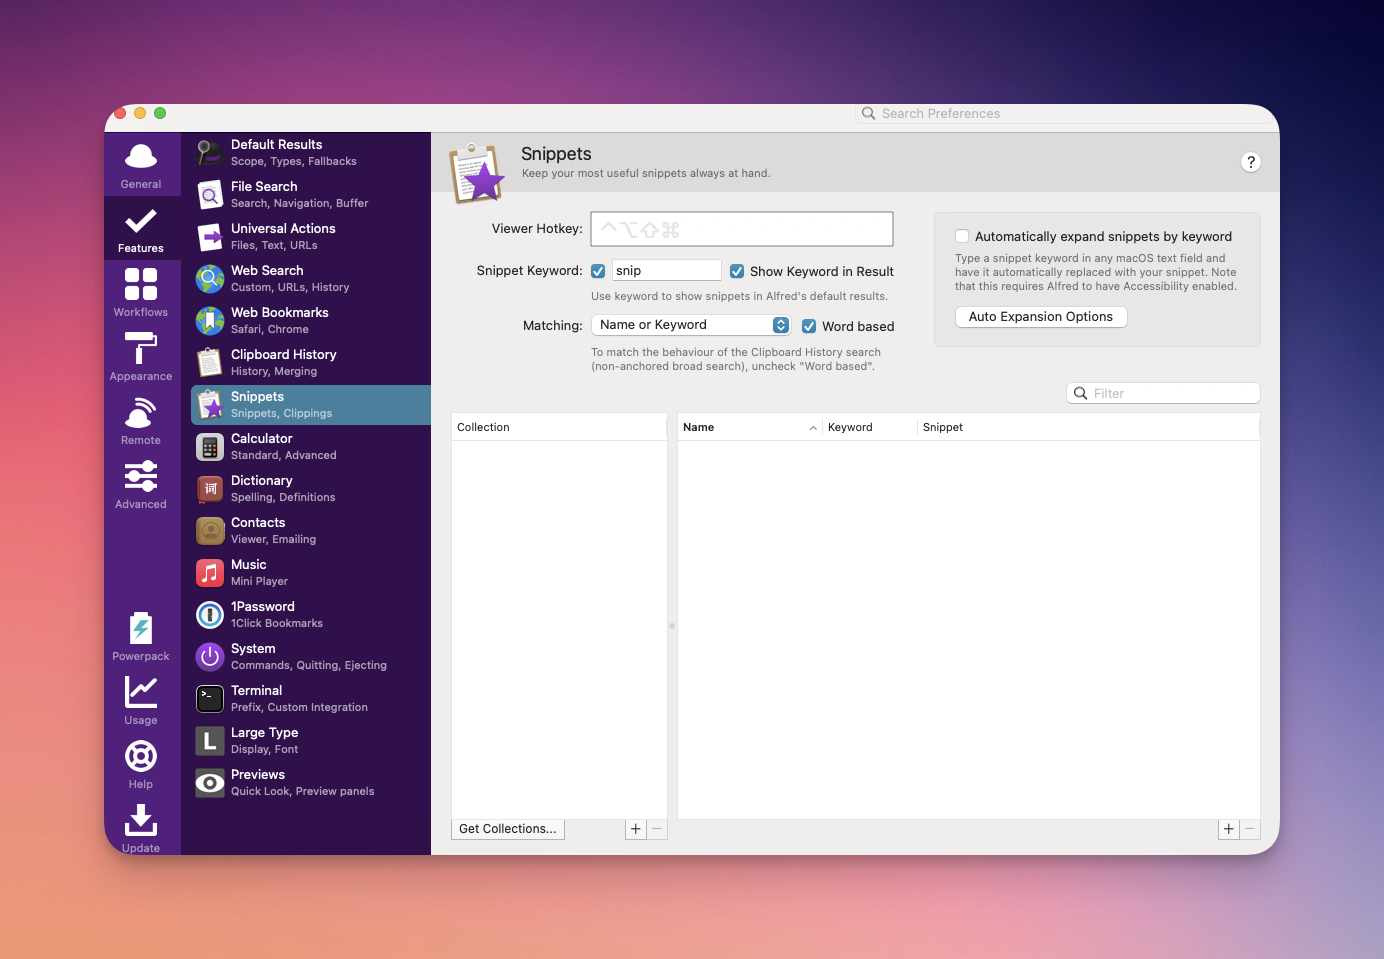 Search Preferences
General
Features
Workflows
Appearance
Remote
Advanced
Powerpack
Usage
Help
Update
Default Results
Scope, Types, Fallbacks
File Search
Search, Navigation, Buffer
Universal Actions
Files, Text, URLs
Web Search
Custom, URLs, History
Web Bookmarks
Safari, Chrome
Clipboard History
History, Merging
Snippets
Snippets, Clippings
Calculator
Standard, Advanced
词
Dictionary
Spelling, Definitions
Contacts
Viewer, Emailing
Music
Mini Player
1Password
1Click Bookmarks
System
Commands, Quitting, Ejecting
>_
Terminal
Prefix, Custom Integration
L
Large Type
Display, Font
Previews
Quick Look, Preview panels
Snippets
Keep your most useful snippets always at hand.
?
Viewer Hotkey: ^⌥⇧⌘
Snippet Keyword: snip Show Keyword in Result
Use keyword to show snippets in Alfred's default results.
Matching: Name or Keyword Word based
To match the behaviour of the Clipboard History search
(non-anchored broad search), uncheck "Word based".
Automatically expand snippets by keyword
Type a snippet keyword in any macOS text field and
have it automatically replaced with your snippet. Note
that this requires Alfred to have Accessibility enabled.
Auto Expansion Options
Filter
Collection
Name Keyword Snippet
Get Collections... + −
+ −